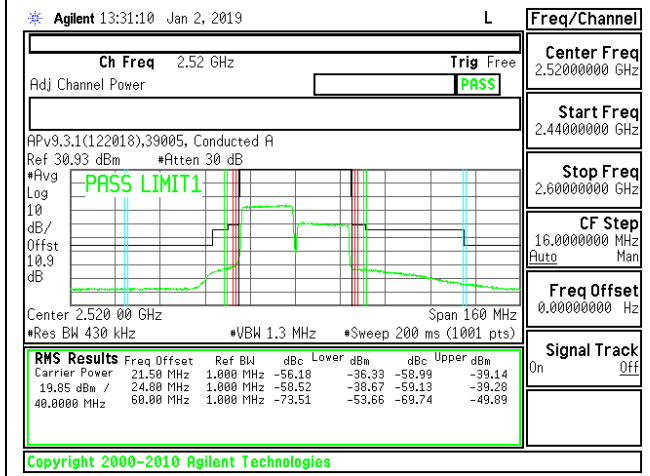 Agilent 13:31:10 Jan 2, 2019 L
Freq/Channel
Ch Freq 2.52 GHz Trig Free
Adj Channel Power PASS
Center Freq
2.52000000 GHz
Start Freq
2.44000000 GHz
Stop Freq
2.60000000 GHz
CF Step
16.0000000 MHz
Auto Man
Freq Offset
0.00000000 Hz
Signal Track
On Off
APv9.3.1(122018),39005, Conducted A
Ref 30.93 dBm #Atten 30 dB
#Avg
Log
10
dB/
Offst
10.9
dB
PASS LIMIT1
Center 2.520 00 GHz Span 160 MHz
#Res BW 430 kHz #VBW 1.3 MHz #Sweep 200 ms (1001 pts)
RMS Results Freq Offset Ref BW dBc Lower dBm dBc Upper dBm
Carrier Power 21.50 MHz 1.000 MHz -56.18 -36.33 -58.99 -39.14
19.85 dBm / 24.80 MHz 1.000 MHz -58.52 -38.67 -59.13 -39.28
40.0000 MHz 60.00 MHz 1.000 MHz -73.51 -53.66 -69.74 -49.89
Copyright 2000-2010 Agilent Technologies